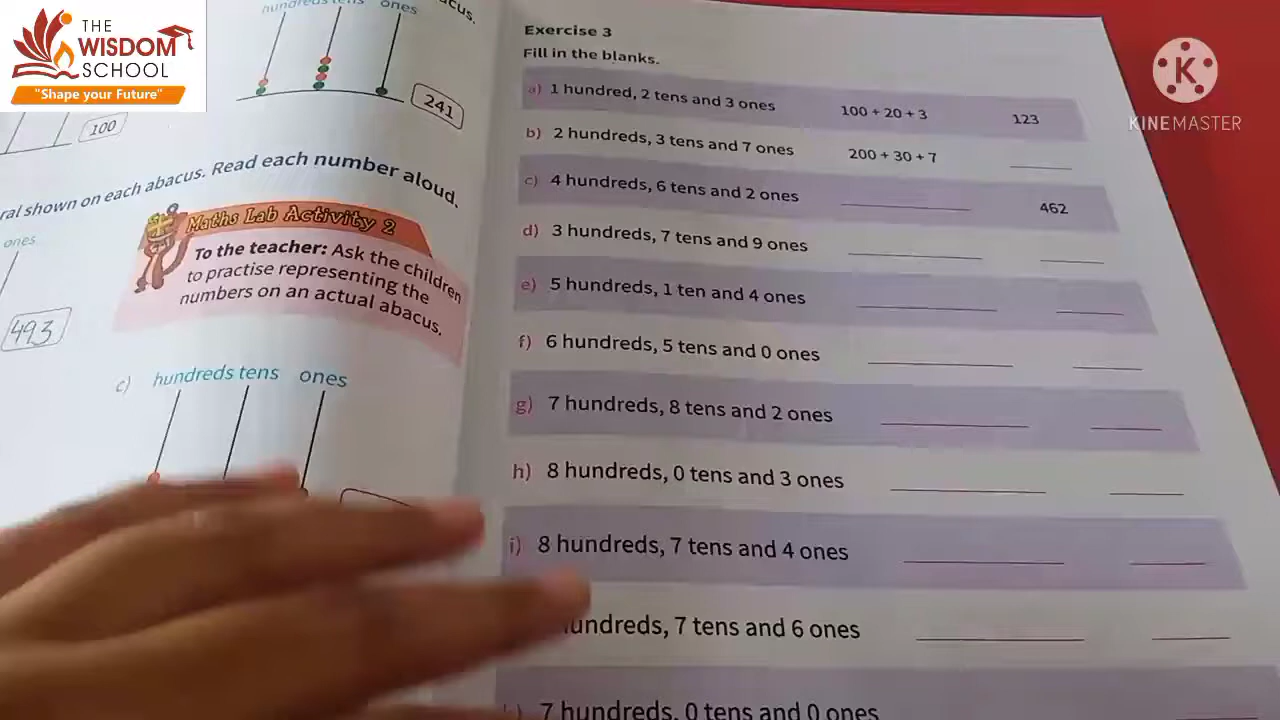 THE
WISDOM
SCHOOL
"Shape your Future"
hundreds tens ones
241
100
ral shown on each abacus. Read each number aloud.
ones
493
Maths Lab Activity 2
To the teacher: Ask the children
to practise representing the
numbers on an actual abacus.
c) hundreds tens ones
Exercise 3
Fill in the blanks.
a) 1 hundred, 2 tens and 3 ones 100 + 20 + 3 123
b) 2 hundreds, 3 tens and 7 ones 200 + 30 + 7
c) 4 hundreds, 6 tens and 2 ones 462
d) 3 hundreds, 7 tens and 9 ones
e) 5 hundreds, 1 ten and 4 ones
f) 6 hundreds, 5 tens and 0 ones
g) 7 hundreds, 8 tens and 2 ones
h) 8 hundreds, 0 tens and 3 ones
i) 8 hundreds, 7 tens and 4 ones
undreds, 7 tens and 6 ones
7 hundreds, 0 tens and 0 ones
K
KINEMASTER